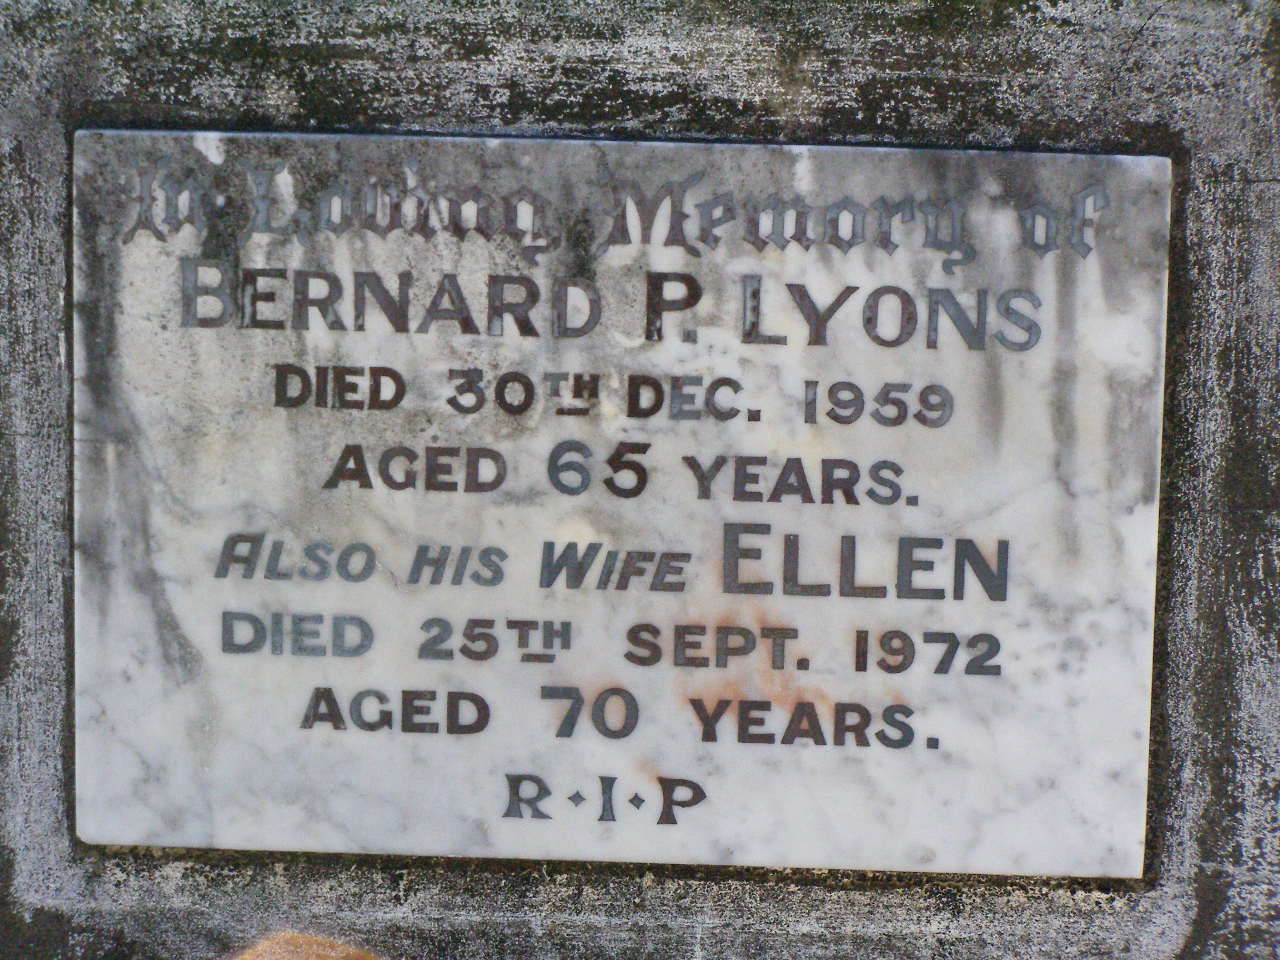 In Loving Memory of
BERNARD P. LYONS
DIED 30TH DEC. 1959
AGED 65 YEARS.
ALSO HIS WIFE ELLEN
DIED 25TH SEPT. 1972
AGED 70 YEARS.
R·I·P